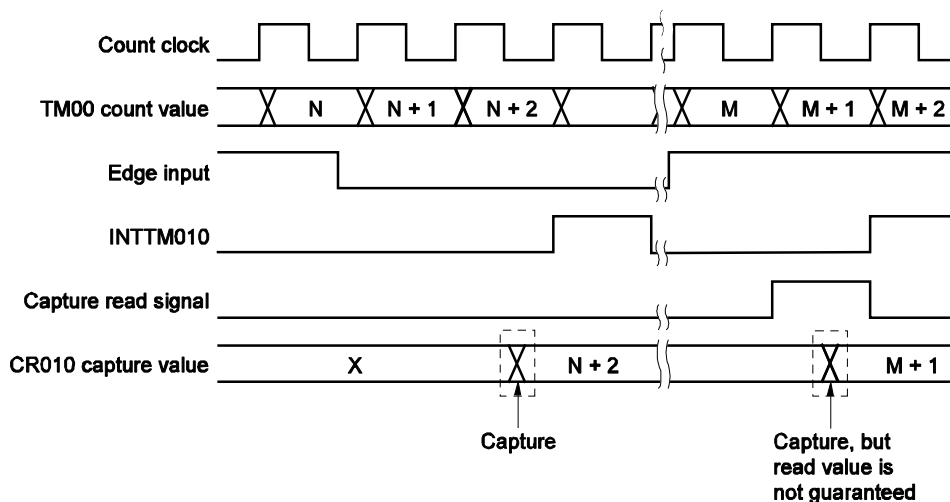 Count clock
TM00 count value N N + 1 N + 2 M M + 1 M + 2
Edge input
INTTM010
Capture read signal
CR010 capture value X N + 2 M + 1
Capture
Capture, but
read value is
not guaranteed